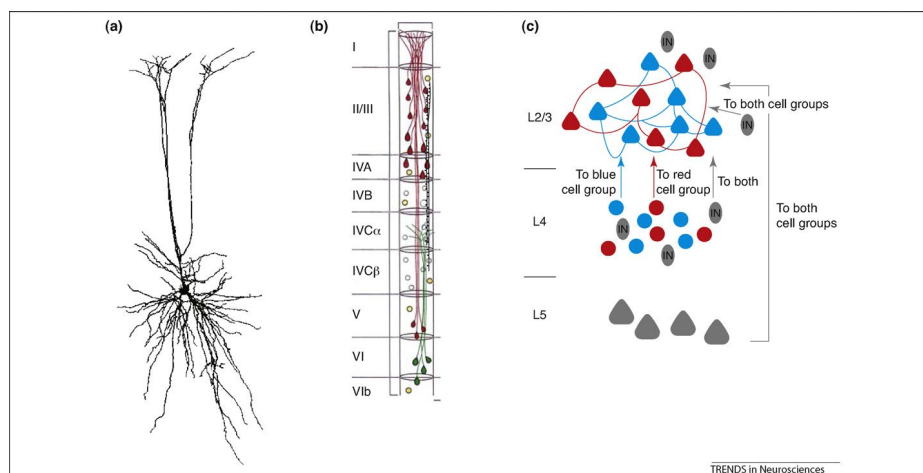 (a)
(b)
I
II/III
IVA
IVB
IVCα
IVCβ
V
VI
VIb
(c)
IN
IN
To both cell groups
IN
L2/3
To blue
cell group
To red
cell group
To both
To both
cell groups
L4
IN
IN
IN
L5
TRENDS in Neurosciences